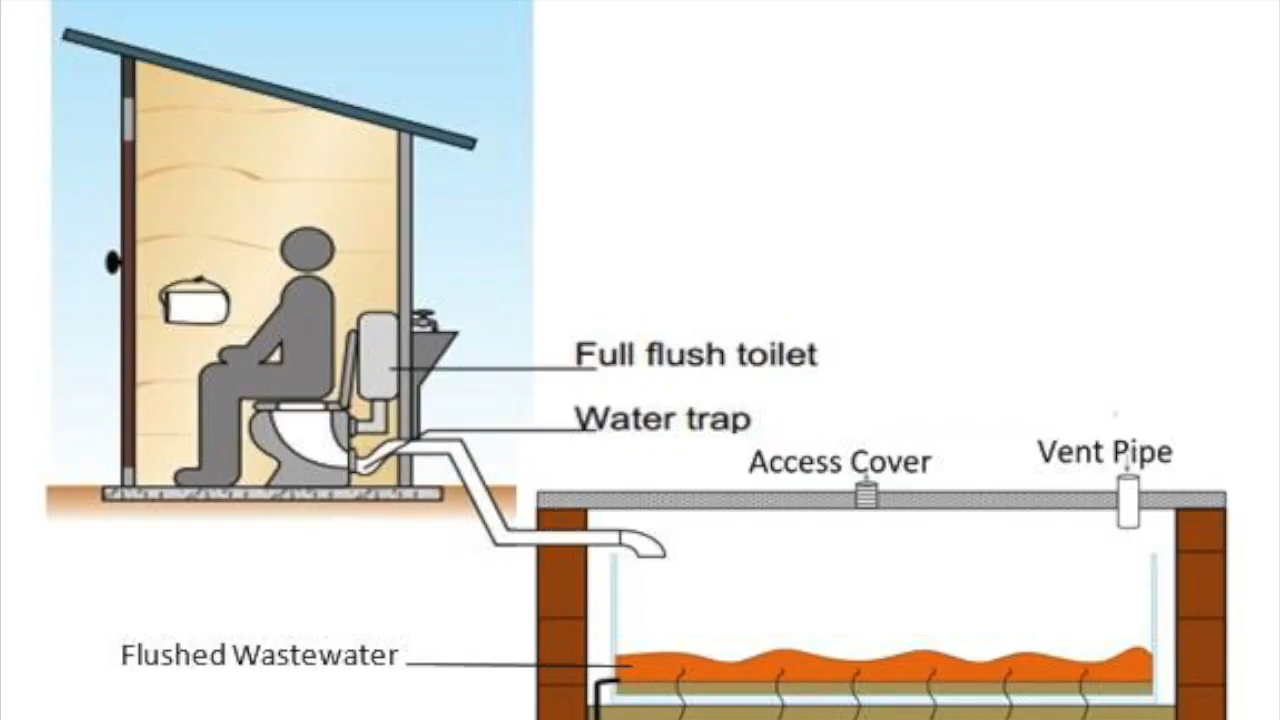 Full flush toilet
Water trap
Access Cover
Vent Pipe
Flushed Wastewater